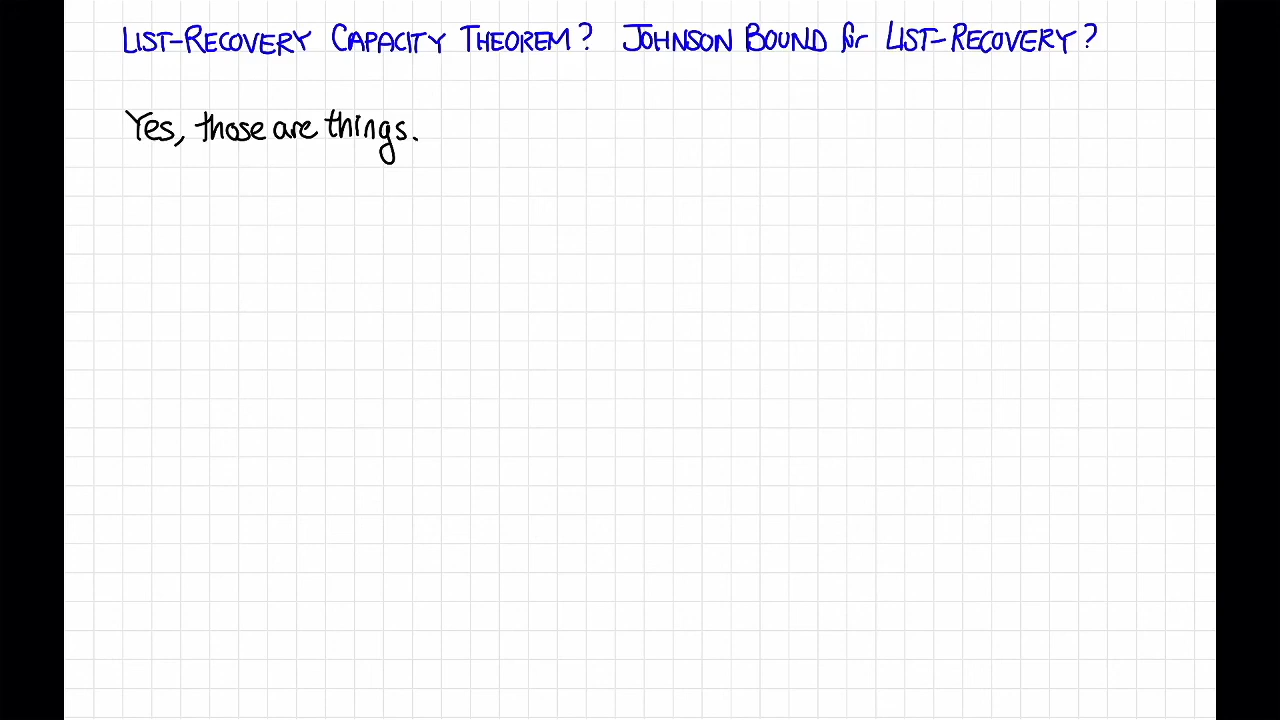 LIST-RECOVERY CAPACITY THEOREM? JOHNSON BOUND for LIST-RECOVERY?
Yes, those are things.